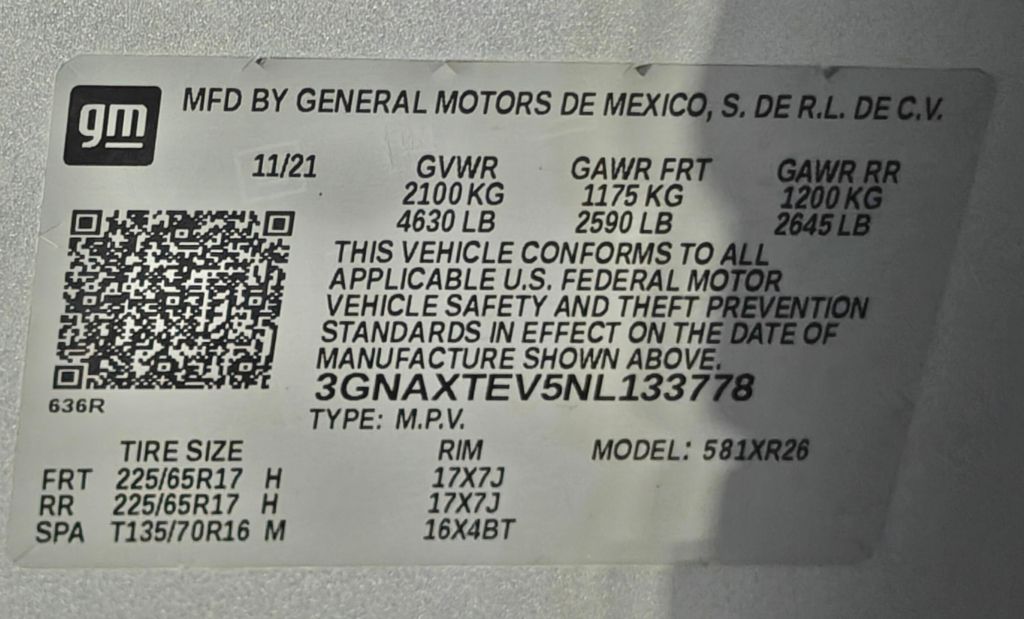 gm
MFD BY GENERAL MOTORS DE MEXICO, S. DE R.L. DE C.V.
11/21 GVWR GAWR FRT GAWR RR
2100 KG 1175 KG 1200 KG
4630 LB 2590 LB 2645 LB
THIS VEHICLE CONFORMS TO ALL
APPLICABLE U.S. FEDERAL MOTOR
VEHICLE SAFETY AND THEFT PREVENTION
STANDARDS IN EFFECT ON THE DATE OF
MANUFACTURE SHOWN ABOVE.
3GNAXTEV5NL133778
636R
TYPE: M.P.V.
TIRE SIZE RIM MODEL: 581XR26
FRT 225/65R17 H 17X7J
RR 225/65R17 H 17X7J
SPA T135/70R16 M 16X4BT